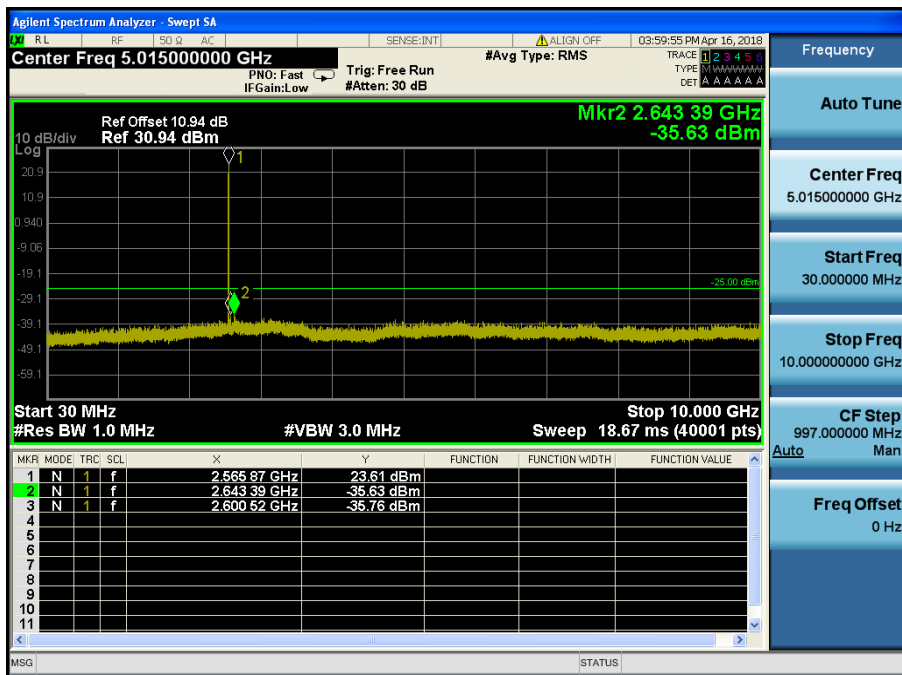 Agilent Spectrum Analyzer - Swept SA
LXI RL RF 50 Ω AC SENSE:INT ALIGN OFF 03:59:55 PM Apr 16, 2018
Center Freq 5.015000000 GHz #Avg Type: RMS TRACE 1 2 3 4 5 6
PNO: Fast Trig: Free Run TYPE M WWWWW
IFGain:Low #Atten: 30 dB DET A A A A A A
Mkr2 2.643 39 GHz
-35.63 dBm
Ref Offset 10.94 dB
10 dB/div Ref 30.94 dBm
Log
1
20.9
10.9
0.940
-9.06
-19.1
-25.00 dBm
-29.1
2
-39.1
-49.1
-59.1
Start 30 MHz Stop 10.000 GHz
#Res BW 1.0 MHz #VBW 3.0 MHz Sweep 18.67 ms (40001 pts)
MKR MODE TRC SCL X Y FUNCTION FUNCTION WIDTH FUNCTION VALUE
1 N 1 f 2.565 87 GHz 23.61 dBm
2 N 1 f 2.643 39 GHz -35.63 dBm
3 N 1 f 2.600 52 GHz -35.76 dBm
4
5
6
7
8
9
10
11
MSG STATUS
Frequency
Auto Tune
Center Freq
5.015000000 GHz
Start Freq
30.000000 MHz
Stop Freq
10.000000000 GHz
CF Step
997.000000 MHz
Auto Man
Freq Offset
0 Hz